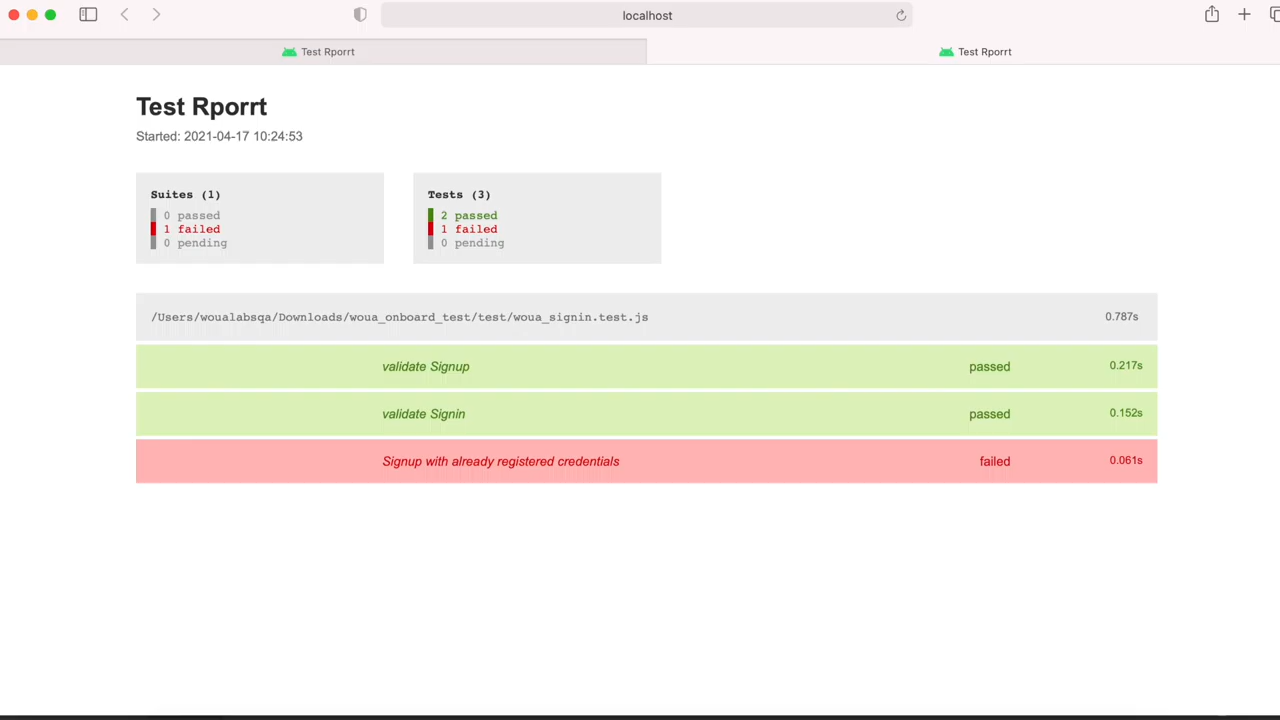 localhost
Test Rporrt
Test Rporrt
Test Rporrt
Started: 2021-04-17 10:24:53
Suites (1)
0 passed
1 failed
0 pending
Tests (3)
2 passed
1 failed
0 pending
/Users/woualabsqa/Downloads/woua_onboard_test/test/woua_signin.test.js 0.787s
validate Signup passed 0.217s
validate Signin passed 0.152s
Signup with already registered credentials failed 0.061s